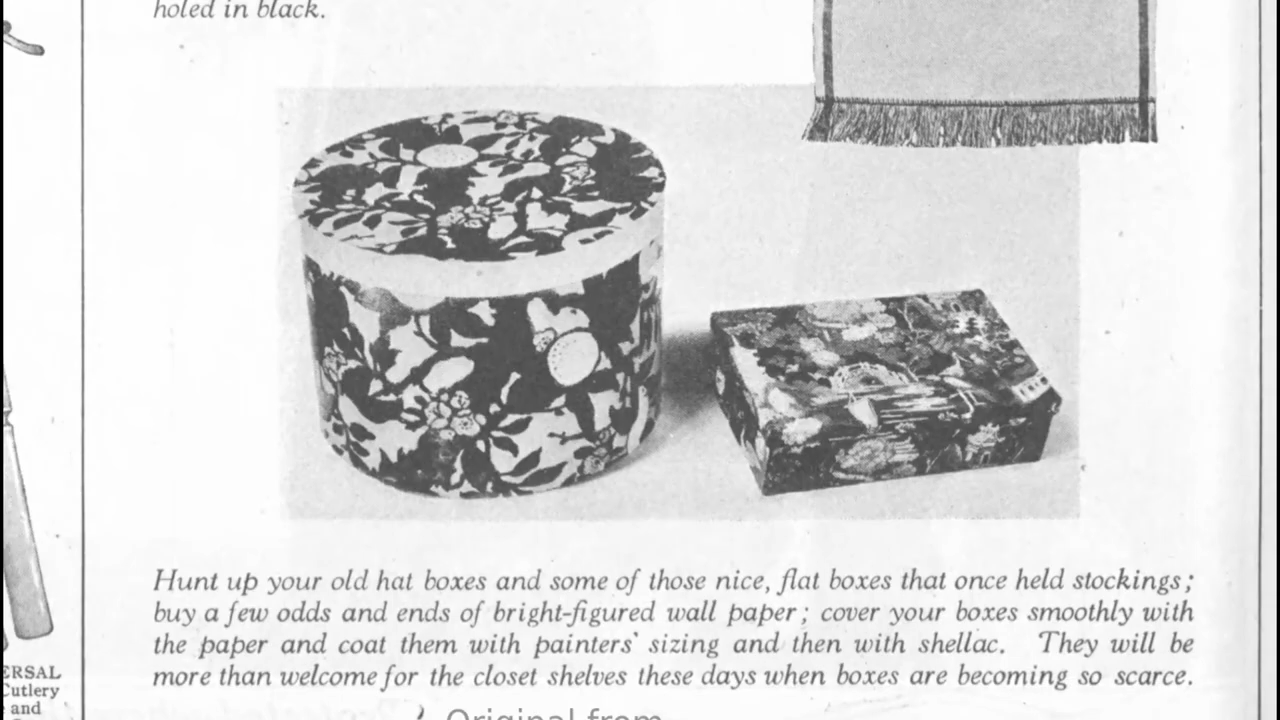 holed in black.
Hunt up your old hat boxes and some of those nice, flat boxes that once held stockings;
buy a few odds and ends of bright-figured wall paper; cover your boxes smoothly with
the paper and coat them with painters' sizing and then with shellac. They will be
more than welcome for the closet shelves these days when boxes are becoming so scarce.
ERSAL
Cutlery
and
Original from